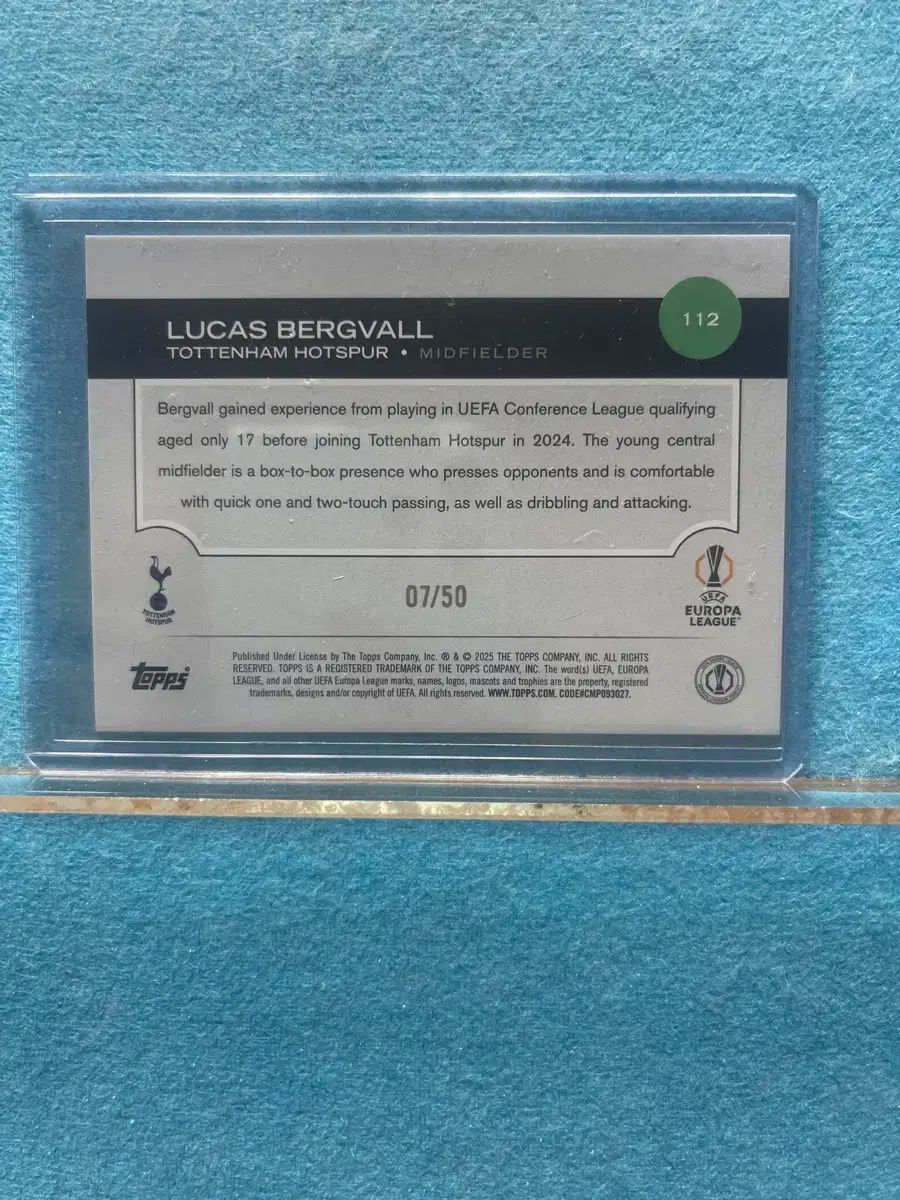 LUCAS BERGVALL
TOTTENHAM HOTSPUR • MIDFIELDER
112
Bergvall gained experience from playing in UEFA Conference League qualifying
aged only 17 before joining Tottenham Hotspur in 2024. The young central
midfielder is a box-to-box presence who presses opponents and is comfortable
with quick one and two-touch passing, as well as dribbling and attacking.
TOTTENHAM
HOTSPUR
07/50
UEFA
EUROPA
LEAGUE
topps
Published Under License by The Topps Company, Inc. ® & © 2025 THE TOPPS COMPANY, INC. ALL RIGHTS
RESERVED. TOPPS IS A REGISTERED TRADEMARK OF THE TOPPS COMPANY, INC. The word(s) UEFA, EUROPA
LEAGUE, and all other UEFA Europa League marks, names, logos, mascots and trophies are the property, registered
trademarks, designs and/or copyright of UEFA. All rights reserved. WWW.TOPPS.COM. CODE#CMP093027.